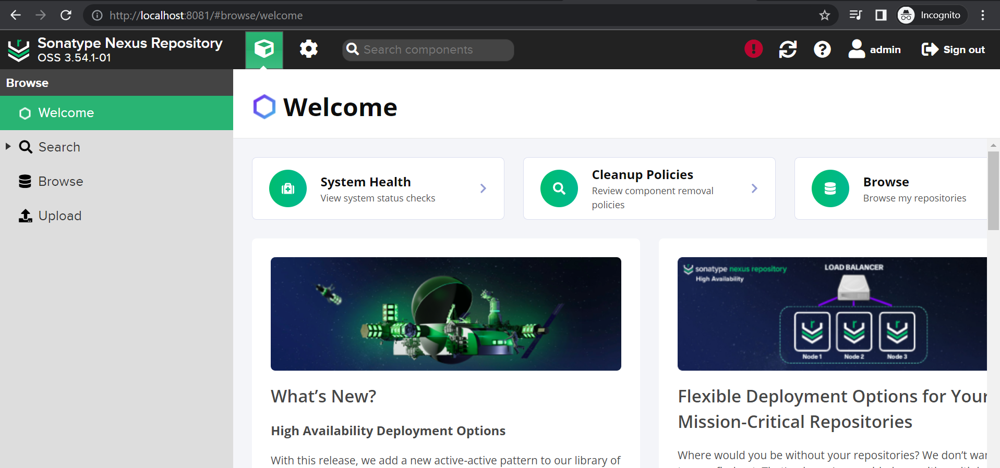 http://localhost:8081/#browse/welcome
Incognito
Sonatype Nexus Repository
OSS 3.54.1-01
Search components
admin
Sign out
Browse
Welcome
Search
Browse
Upload
Welcome
System Health
View system status checks
Cleanup Policies
Review component removal
policies
Browse
Browse my repositories
sonatype nexus repository
High Availability
LOAD BALANCER
Node 1
Node 2
Node 3
What’s New?
High Availability Deployment Options
With this release, we add a new active-active pattern to our library of
Flexible Deployment Options for Your
Mission-Critical Repositories
Where would you be without your repositories? We don’t